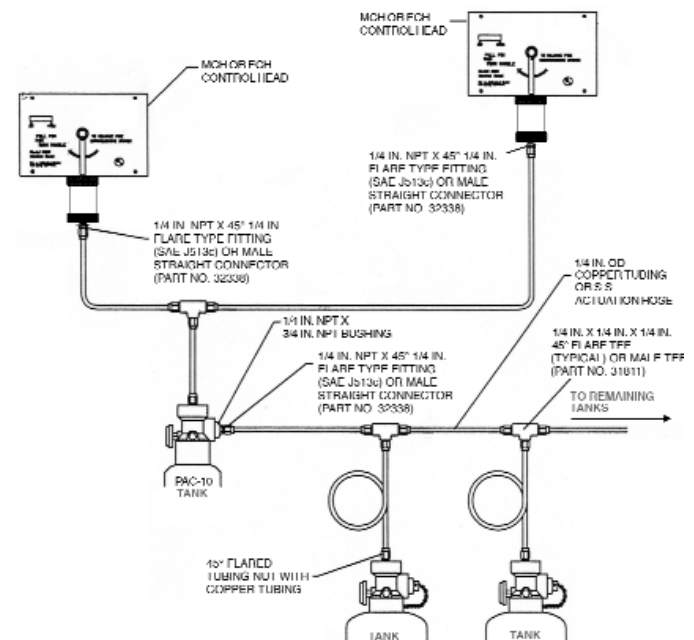 MCH OR ECH
CONTROL HEAD
MCH OR ECH
CONTROL HEAD
1/4 IN. NPT X 45° 1/4 IN.
FLARE TYPE FITTING
(SAE J513c) OR MALE
STRAIGHT CONNECTOR
(PART NO. 32338)
1/4 IN. NPT X 45° 1/4 IN
FLARE TYPE FITTING
(SAE J513c) OR MALE
STRAIGHT CONNECTOR
(PART NO. 32338)
1/4 IN. OD
COPPER TUBING
OR S.S.
ACTUATION HOSE
1/4 IN. NPT X
3/4 IN. NPT BUSHING
1/4 IN. X 1/4 IN. X 1/4 IN.
45° FLARE TEE
(TYPICAL) OR MALE TEE
(PART NO. 31811)
1/4 IN. NPT X 45° 1/4 IN.
FLARE TYPE FITTING
(SAE J513c) OR MALE
STRAIGHT CONNECTOR
(PART NO. 32338)
TO REMAINING
TANKS
PAC-10
TANK
45° FLARED
TUBING NUT WITH
COPPER TUBING
TANK
TANK